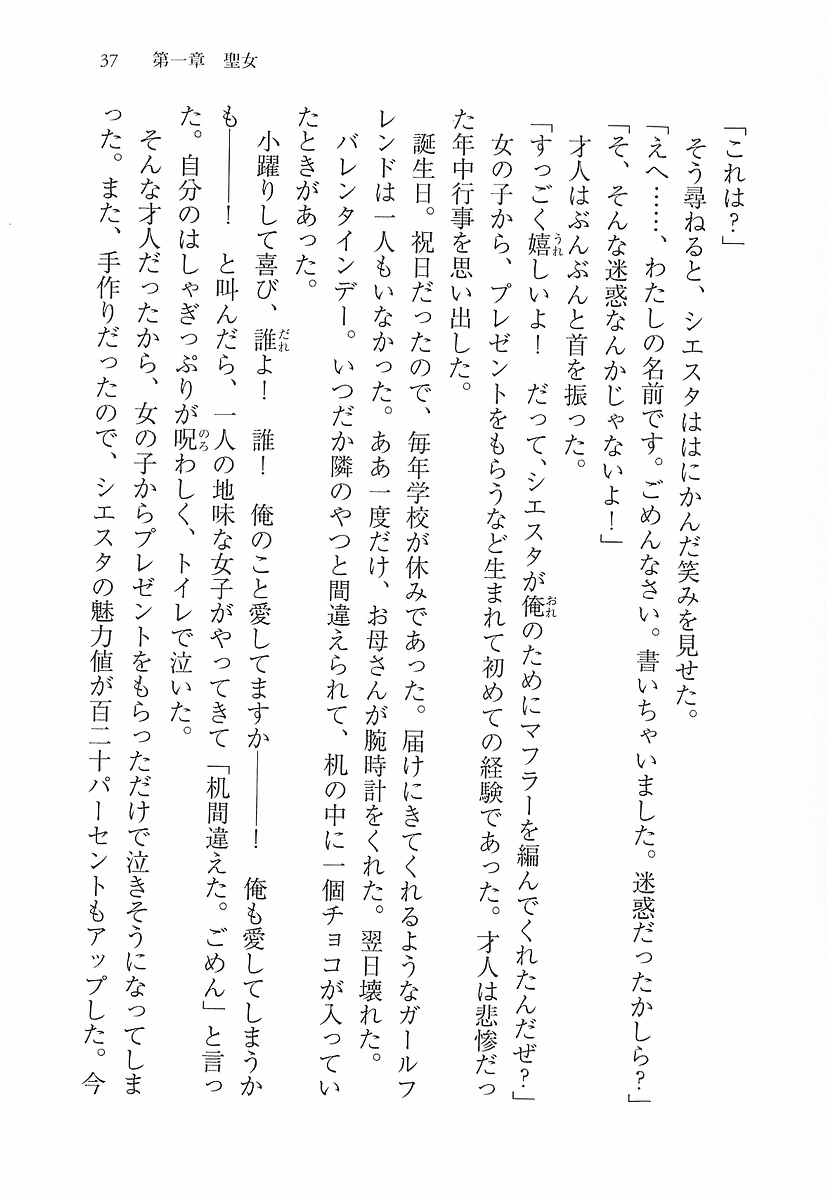 37　第一章　聖女
「これは？」
　そう尋ねると、シエスタははにかんだ笑みを見せた。
「えへ……、わたしの名前です。ごめんなさい。書いちゃいました。迷惑だったかしら？」
「そ、そんな迷惑なんかじゃないよ！」
　才人はぶんぶんと首を振った。
「すっごく嬉しいよ！　だって、シエスタが俺のためにマフラーを編んでくれたんだぜ？」
　女の子から、プレゼントをもらうなど生まれて初めての経験であった。才人は悲惨だっ
た年中行事を思い出した。
　誕生日。祝日だったので、毎年学校が休みであった。届けにきてくれるようなガールフ
レンドは一人もいなかった。ああ一度だけ、お母さんが腕時計をくれた。翌日壊れた。
　バレンタインデー。いつだか隣のやつと間違えられて、机の中に一個チョコが入ってい
たときがあった。
　小躍りして喜び、誰よ！　誰！　俺のこと愛してますか――！　俺も愛してしまうか
も――！　と叫んだら、一人の地味な女子がやってきて「机間違えた。ごめん」と言っ
た。自分のはしゃぎっぷりが呪わしく、トイレで泣いた。
　そんな才人だったから、女の子からプレゼントをもらっただけで泣きそうになってしま
った。また、手作りだったので、シエスタの魅力値が百二十パーセントもアップした。今